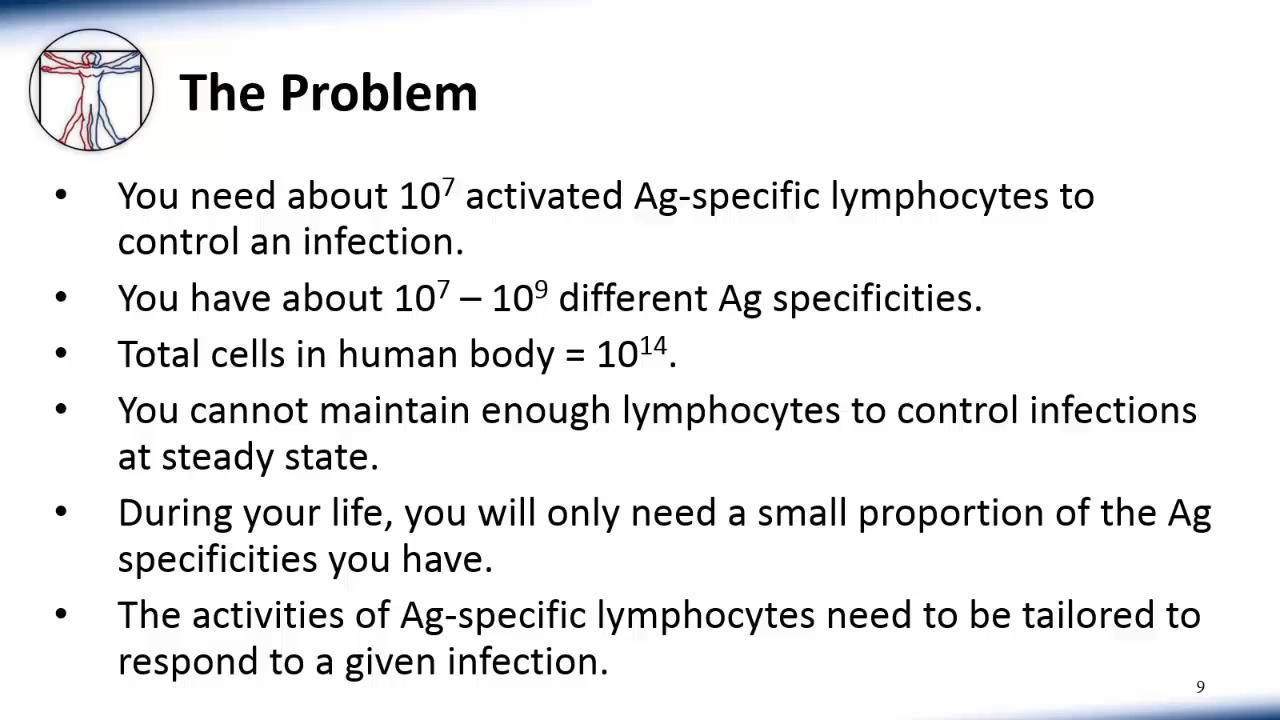 The Problem
• You need about 10⁷ activated Ag-specific lymphocytes to
control an infection.
• You have about 10⁷ – 10⁹ different Ag specificities.
• Total cells in human body = 10¹⁴.
• You cannot maintain enough lymphocytes to control infections
at steady state.
• During your life, you will only need a small proportion of the Ag
specificities you have.
• The activities of Ag-specific lymphocytes need to be tailored to
respond to a given infection.
9